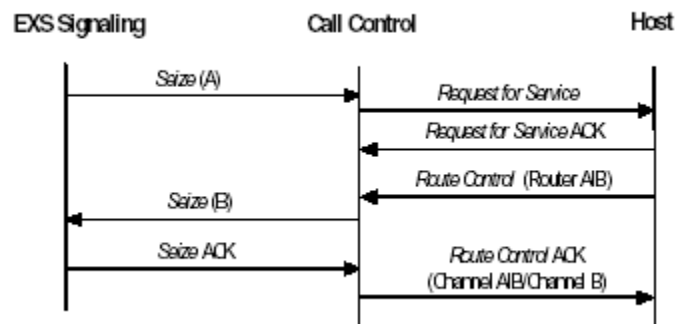 EXS Signaling Call Control Host
Seize (A)
Request for Service
Request for Service ACK
Route Control (Router AIB)
Seize (B)
Seize ACK
Route Control ACK
(Channel AIB/Channel B)